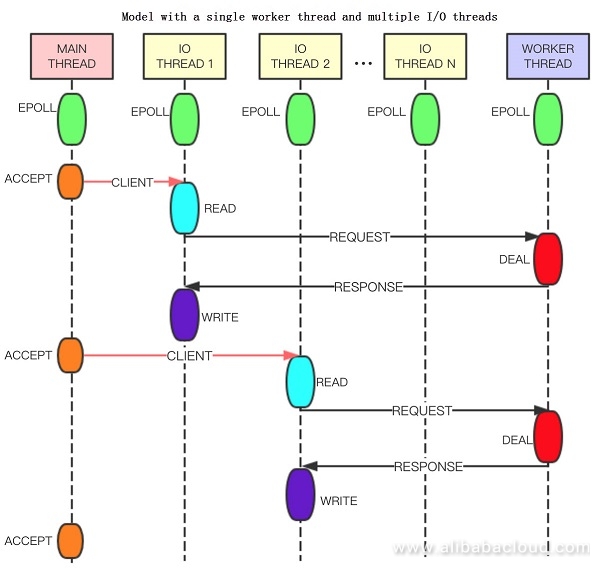 Model with a single worker thread and multiple I/O threads
MAIN
THREAD
IO
THREAD 1
IO
THREAD 2
...
IO
THREAD N
WORKER
THREAD
EPOLL
EPOLL
EPOLL
EPOLL
EPOLL
ACCEPT
CLIENT
READ
REQUEST
DEAL
RESPONSE
WRITE
ACCEPT
CLIENT
READ
REQUEST
DEAL
RESPONSE
WRITE
ACCEPT
www.alibabacloud.com